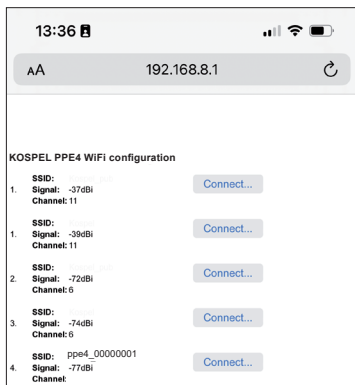 13:36
AA 192.168.8.1
KOSPEL PPE4 WiFi configuration
SSID:
1. Signal: -37dBi Connect...
Channel: 11
SSID:
1. Signal: -39dBi Connect...
Channel: 11
SSID:
2. Signal: -72dBi Connect...
Channel: 6
SSID:
3. Signal: -74dBi Connect...
Channel: 6
SSID: ppe4_00000001
4. Signal: -77dBi Connect...
Channel: